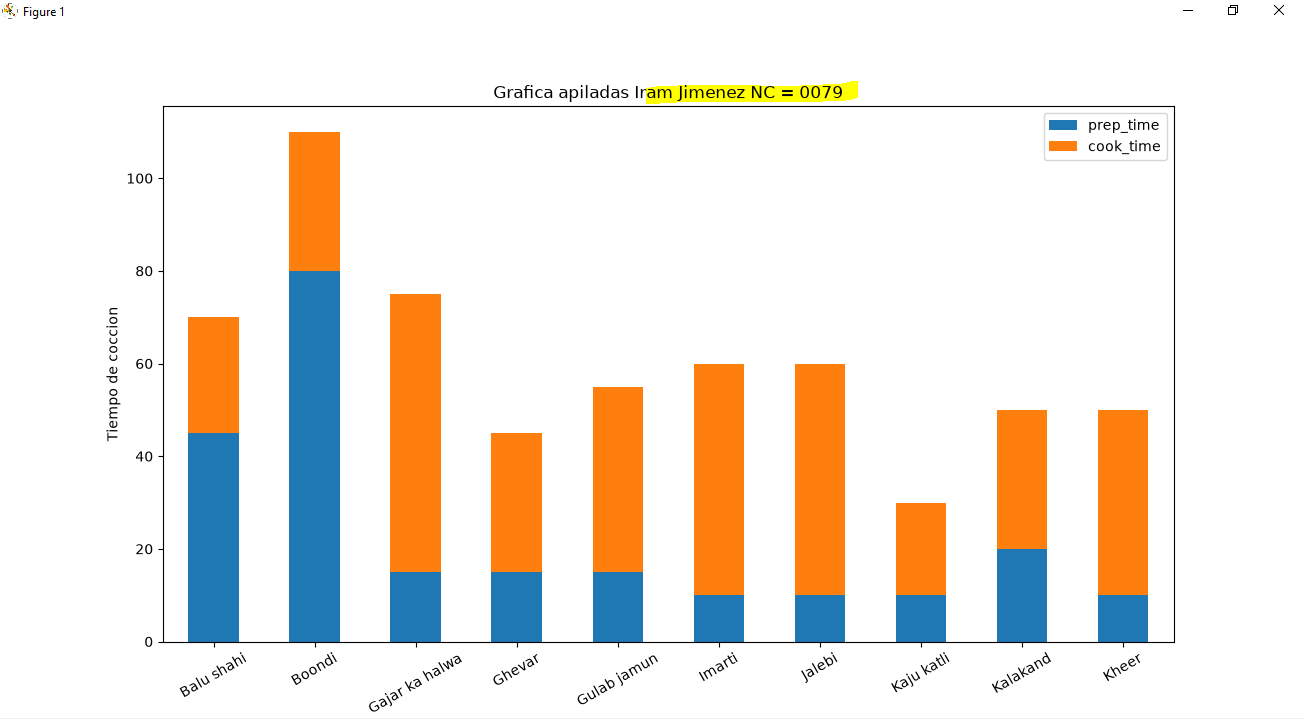 Figure 1
Grafica apiladas Iram Jimenez NC = 0079
prep_time
cook_time
100
80
60
40
20
0
Tiempo de coccion
Balu shahi
Boondi
Gajar ka halwa
Ghevar
Gulab jamun
Imarti
Jalebi
Kaju katli
Kalakand
Kheer